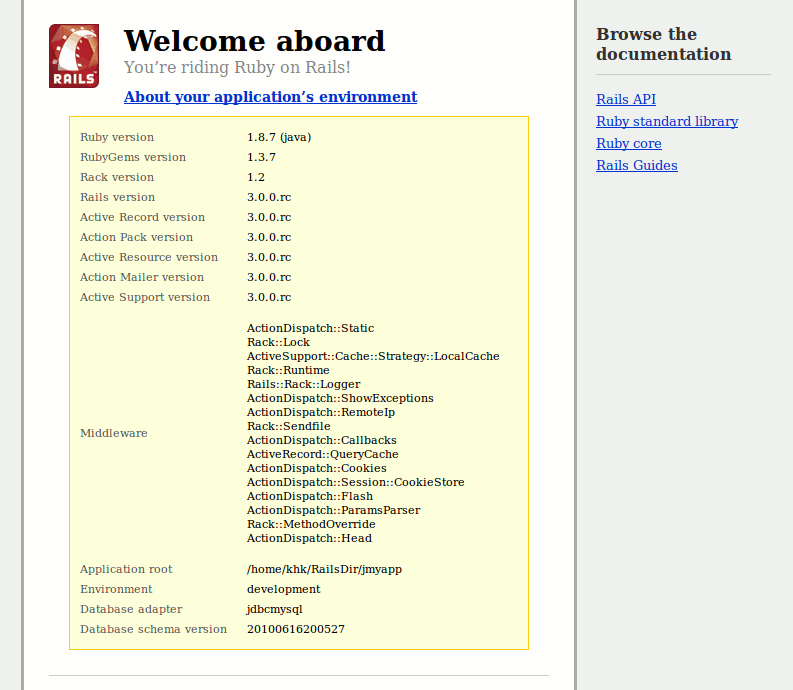 RAILS
Welcome aboard
You’re riding Ruby on Rails!
About your application’s environment
Ruby version 1.8.7 (java)
RubyGems version 1.3.7
Rack version 1.2
Rails version 3.0.0.rc
Active Record version 3.0.0.rc
Action Pack version 3.0.0.rc
Active Resource version 3.0.0.rc
Action Mailer version 3.0.0.rc
Active Support version 3.0.0.rc
Middleware
ActionDispatch::Static
Rack::Lock
ActiveSupport::Cache::Strategy::LocalCache
Rack::Runtime
Rails::Rack::Logger
ActionDispatch::ShowExceptions
ActionDispatch::RemoteIp
Rack::Sendfile
ActionDispatch::Callbacks
ActiveRecord::QueryCache
ActionDispatch::Cookies
ActionDispatch::Session::CookieStore
ActionDispatch::Flash
ActionDispatch::ParamsParser
Rack::MethodOverride
ActionDispatch::Head
Application root /home/khk/RailsDir/jmyapp
Environment development
Database adapter jdbcmysql
Database schema version 20100616200527
Browse the
documentation
Rails API
Ruby standard library
Ruby core
Rails Guides